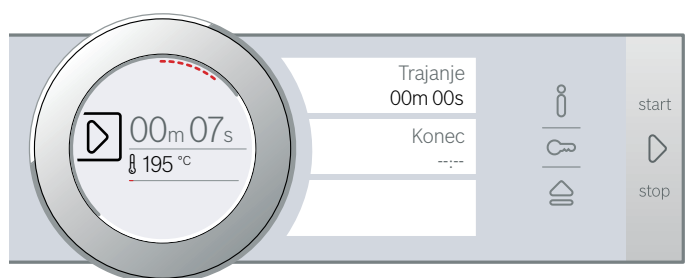 00m 07s
195 °C
Trajanje
00m 00s
Konec
--:--
start
stop